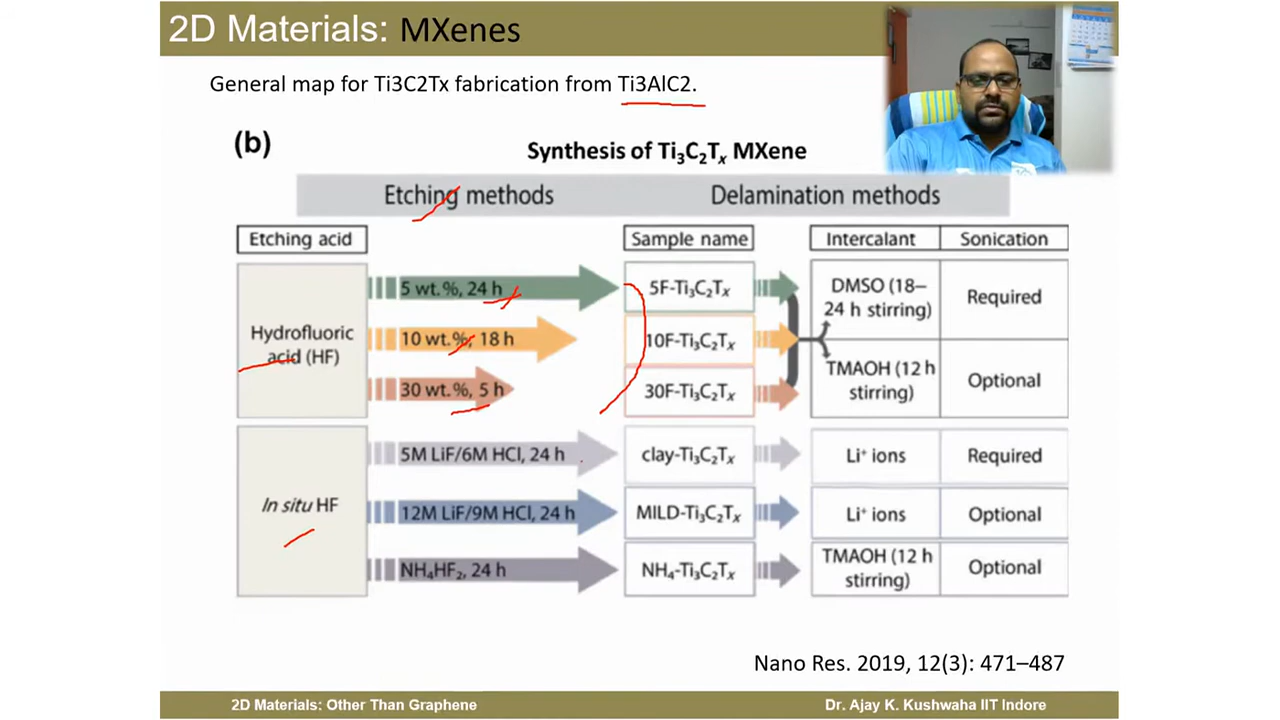 2D Materials: MXenes
General map for Ti3C2Tx fabrication from Ti3AlC2.
(b)
Synthesis of Ti₃C₂Tₓ MXene
Etching methods Delamination methods
Etching acid Sample name Intercalant Sonication
Hydrofluoric
acid (HF)
5 wt.%, 24 h
10 wt.%, 18 h
30 wt.%, 5 h
5F-Ti₃C₂Tₓ
10F-Ti₃C₂Tₓ
30F-Ti₃C₂Tₓ
DMSO (18–
24 h stirring)
Required
TMAOH (12 h
stirring)
Optional
In situ HF
5M LiF/6M HCl, 24 h clay-Ti₃C₂Tₓ Li⁺ ions Required
12M LiF/9M HCl, 24 h MILD-Ti₃C₂Tₓ Li⁺ ions Optional
NH₄HF₂, 24 h NH₄-Ti₃C₂Tₓ
TMAOH (12 h
stirring)
Optional
Nano Res. 2019, 12(3): 471–487
2D Materials: Other Than Graphene Dr. Ajay K. Kushwaha IIT Indore